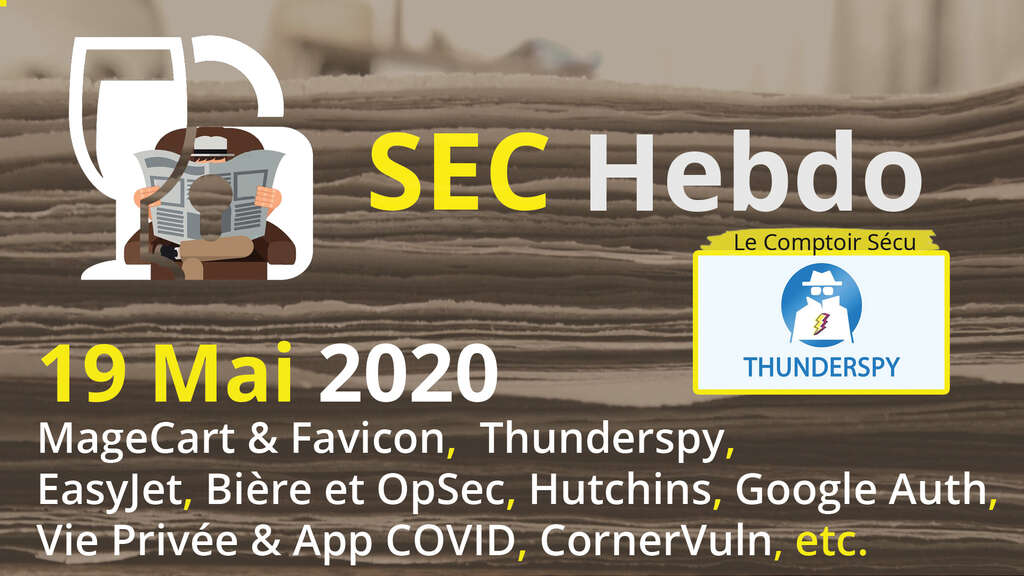 SEC Hebdo
Le Comptoir Sécu
THUNDERSPY
19 Mai 2020
MageCart & Favicon, Thunderspy,
EasyJet, Bière et OpSec, Hutchins, Google Auth,
Vie Privée & App COVID, CornerVuln, etc.